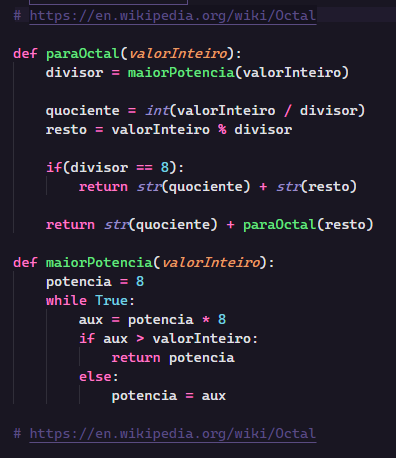 # https://en.wikipedia.org/wiki/Octal
def paraOctal(valorInteiro):
divisor = maiorPotencia(valorInteiro)
quociente = int(valorInteiro / divisor)
resto = valorInteiro % divisor
if(divisor == 8):
return str(quociente) + str(resto)
return str(quociente) + paraOctal(resto)
def maiorPotencia(valorInteiro):
potencia = 8
while True:
aux = potencia * 8
if aux > valorInteiro:
return potencia
else:
potencia = aux
# https://en.wikipedia.org/wiki/Octal